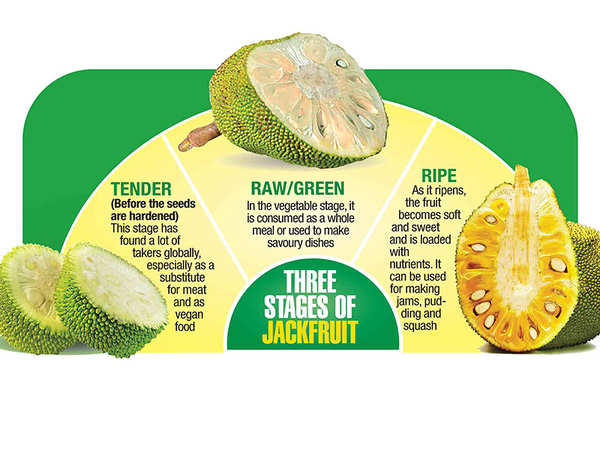 TENDER
(Before the seeds
are hardened)
This stage has
found a lot of
takers globally,
especially as a
substitute
for meat
and as
vegan
food
RAW/GREEN
In the vegetable stage, it
is consumed as a whole
meal or used to make
savoury dishes
RIPE
As it ripens,
the fruit
becomes soft
and sweet
and is loaded
with
nutrients. It
can be used
for making
jams, pud-
ding and
squash
THREE
STAGES OF
JACKFRUIT